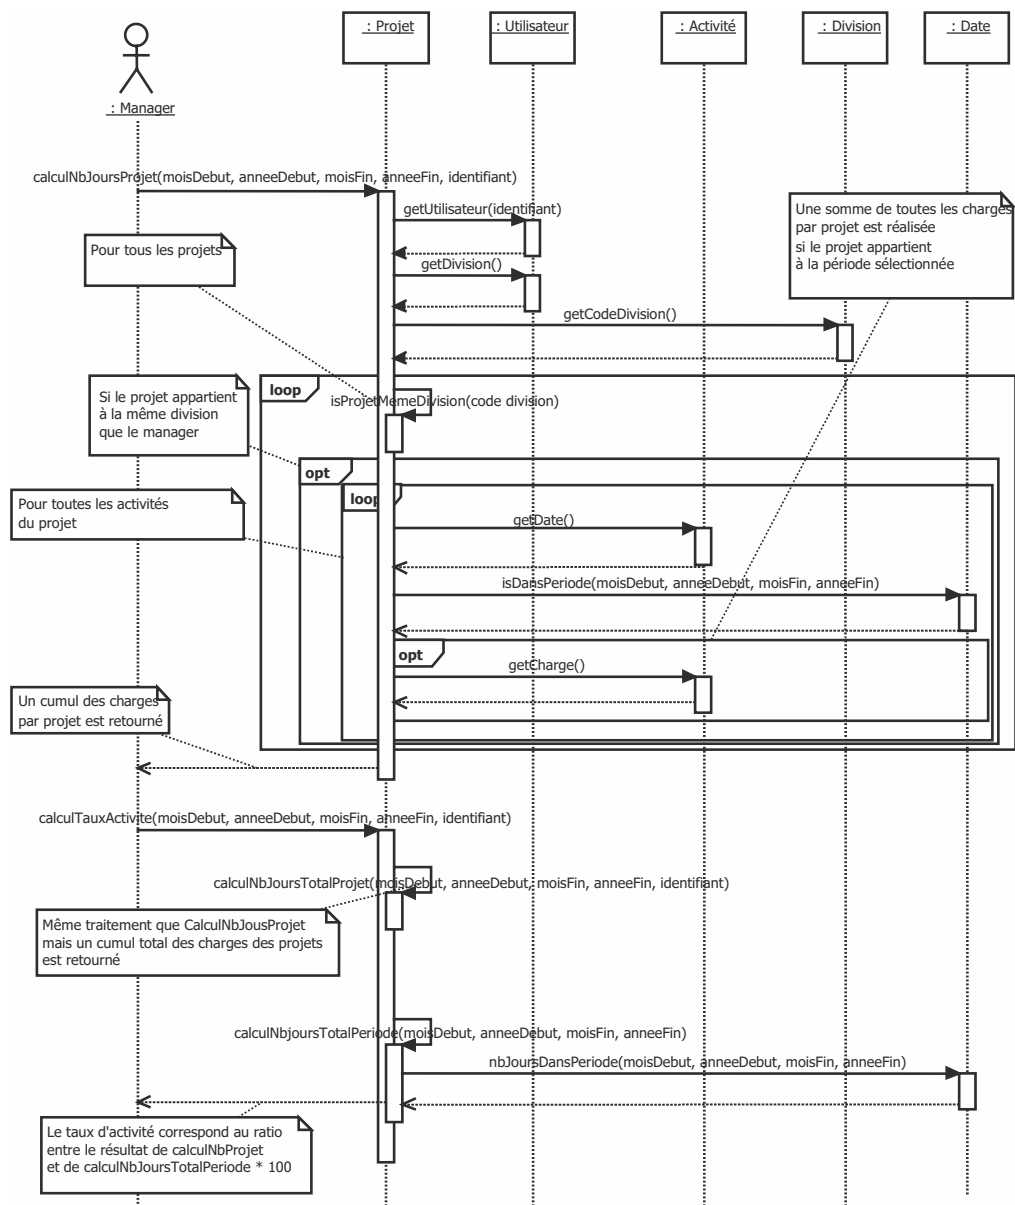 : Projet
: Utilisateur
: Activité
: Division
: Date
: Manager
calculNbJoursProjet(moisDebut, anneeDebut, moisFin, anneeFin, identifiant)
getUtilisateur(identifiant)
Une somme de toutes les charges
par projet est réalisée
si le projet appartient
à la période sélectionnée
Pour tous les projets
getDivision()
getCodeDivision()
loop
Si le projet appartient
à la même division
que le manager
isProjetMemeDivision(code division)
opt
loop
Pour toutes les activités
du projet
getDate()
isDansPeriode(moisDebut, anneeDebut, moisFin, anneeFin)
opt
getCharge()
Un cumul des charges
par projet est retourné
calculTauxActivite(moisDebut, anneeDebut, moisFin, anneeFin, identifiant)
calculNbJoursTotalProjet(moisDebut, anneeDebut, moisFin, anneeFin, identifiant)
Même traitement que CalculNbJousProjet
mais un cumul total des charges des projets
est retourné
calculNbjoursTotalPeriode(moisDebut, anneeDebut, moisFin, anneeFin)
nbJoursDansPeriode(moisDebut, anneeDebut, moisFin, anneeFin)
Le taux d'activité correspond au ratio
entre le résultat de calculNbProjet
et de calculNbJoursTotalPeriode * 100